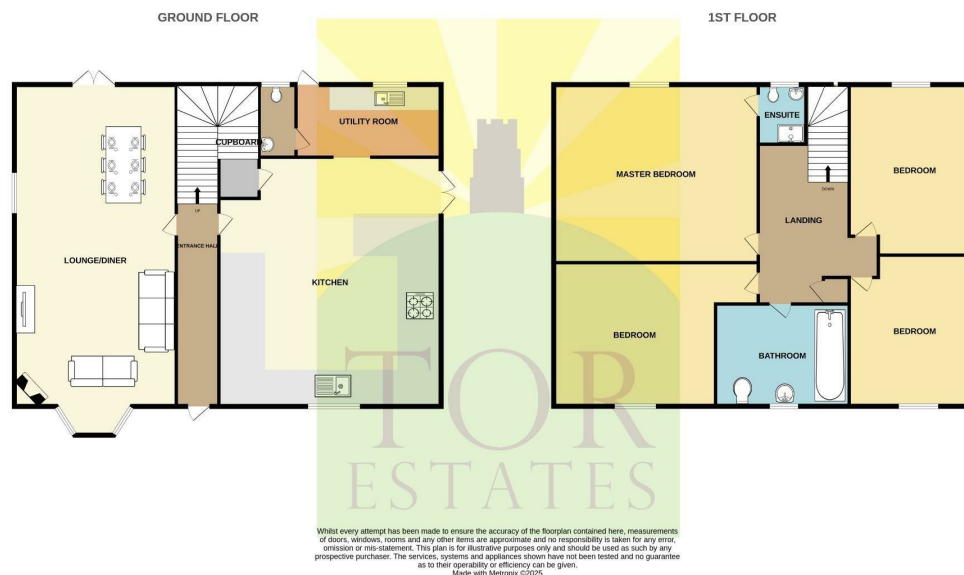 GROUND FLOOR
1ST FLOOR
UTILITY ROOM
CUPBOARD
UP
ENTRANCE HALL
LOUNGE/DINER
KITCHEN
ENSUITE
MASTER BEDROOM
BEDROOM
DOWN
LANDING
BEDROOM
BATHROOM
BEDROOM
TOR
ESTATES
Whilst every attempt has been made to ensure the accuracy of the floorplan contained here, measurements
of doors, windows, rooms and any other items are approximate and no responsibility is taken for any error,
omission or mis-statement. This plan is for illustrative purposes only and should be used as such by any
prospective purchaser. The services, systems and appliances shown have not been tested and no guarantee
as to their operability or efficiency can be given.
Made with Metropix ©2025